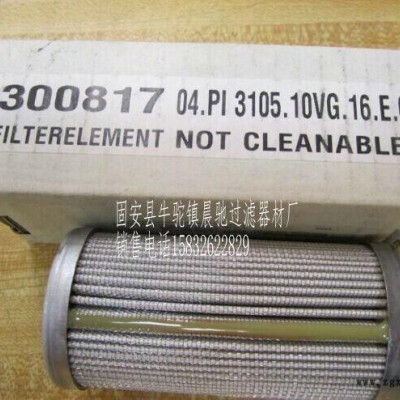 300817 04.PI 3105.10VG.16.E.
FILTERELEMENT NOT CLEANABLE
固安县牛驼镇晨驰过滤器材厂
销售电话15832622829